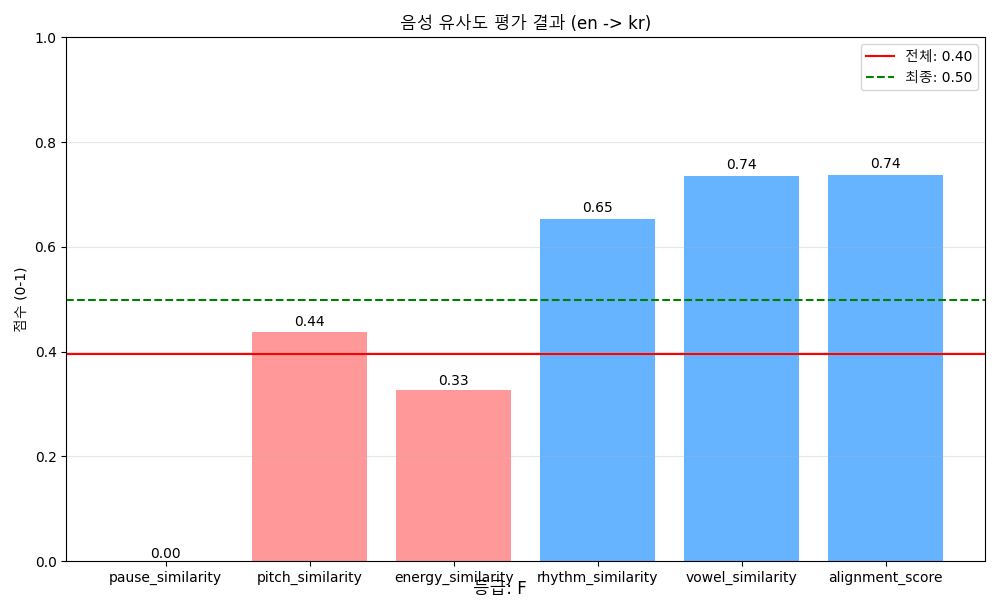 음성 유사도 평가 결과 (en -> kr)
전체: 0.40
최종: 0.50
점수 (0-1)
1.0
0.8
0.6
0.4
0.2
0.0
0.00
0.44
0.33
0.65
0.74
0.74
pause_similarity
pitch_similarity
energy_similarity
rhythm_similarity
vowel_similarity
alignment_score
등급: F